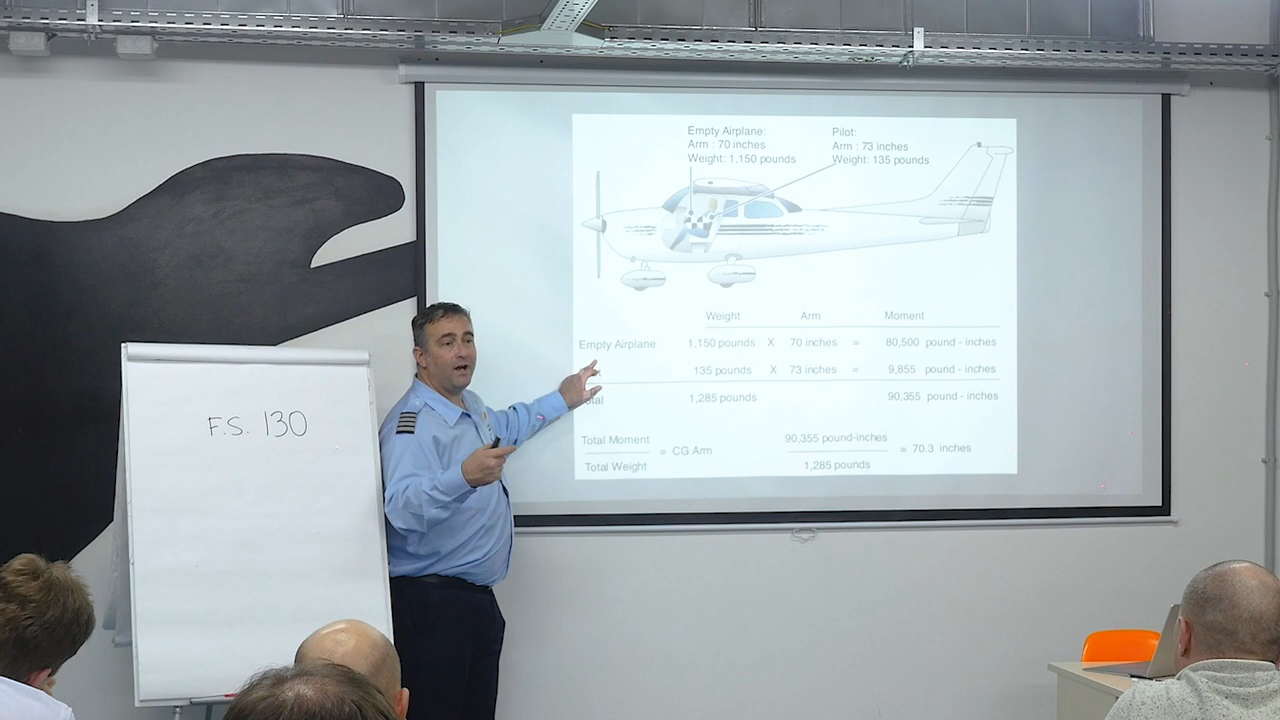 F.S. 130
Empty Airplane:
Arm : 70 inches
Weight: 1,150 pounds
Pilot:
Arm : 73 inches
Weight: 135 pounds
Weight Arm Moment
Empty Airplane 1,150 pounds X 70 inches = 80,500 pound - inches
135 pounds X 73 inches = 9,855 pound - inches
1,285 pounds 90,355 pound - inches
Total Moment
Total Weight
= CG Arm
90,355 pound-inches
1,285 pounds
= 70.3 inches